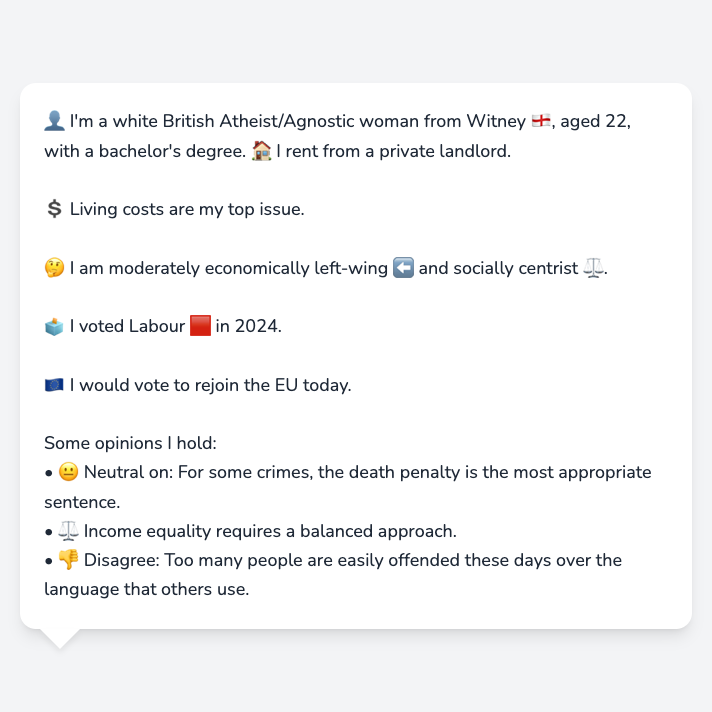 👤 I'm a white British Atheist/Agnostic woman from Witney 🏴󠁧󠁢󠁥󠁮󠁧󠁿, aged 22,
with a bachelor's degree. 🏠 I rent from a private landlord.
💲 Living costs are my top issue.
🤔 I am moderately economically left-wing ⬅️ and socially centrist ⚖️.
🗳️ I voted Labour 🟥 in 2024.
🇪🇺 I would vote to rejoin the EU today.
Some opinions I hold:
• 😐 Neutral on: For some crimes, the death penalty is the most appropriate
sentence.
• ⚖️ Income equality requires a balanced approach.
• 👎 Disagree: Too many people are easily offended these days over the
language that others use.